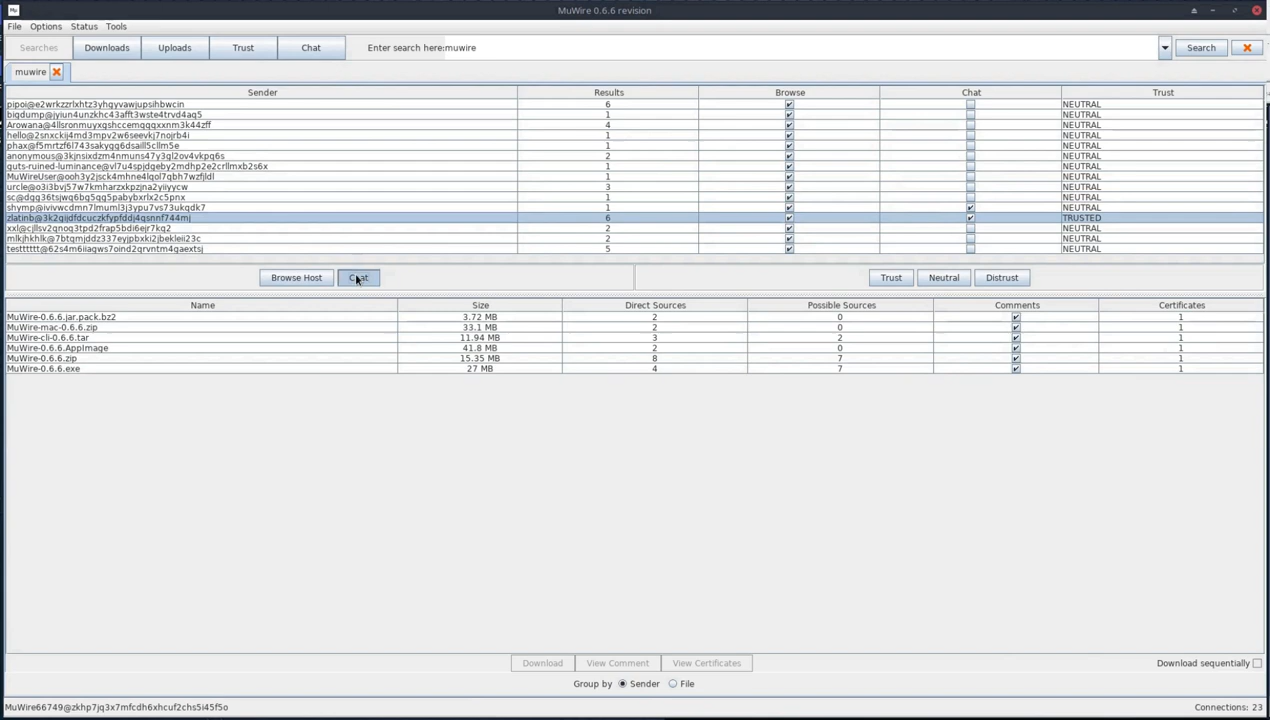 MuWire 0.6.6 revision
File Options Status Tools
Searches Downloads Uploads Trust Chat Enter search here:muwire Search
muwire
Sender Results Browse Chat Trust
pipoi@e2wrkzzrlxhtz3yhgyvawjupsihbwcin 6 NEUTRAL
bigdump@jyiun4unzkhc43afft3wste4trvd4aq5 1 NEUTRAL
Arowana@4llsronmuyxgshccemqgqxxnm3k44zff 4 NEUTRAL
hello@2snxckij4md3mpv2w6seevkj7nojrb4i 1 NEUTRAL
phax@f5mrtzf6l743sakygg6dsaill5cllm5e 1 NEUTRAL
anonymous@3kjnsixdzm4nmuns47y3gl2ov4vkpq6s 2 NEUTRAL
guts-ruined-luminance@vl7u4spjdqeby2mdhp2e2crllmxb2s6x 1 NEUTRAL
MuWireUser@ooh3y2jsck4mhne4lqol7qbh7wzfjldl 1 NEUTRAL
urcle@o3i3bvj57w7kmharzxkpzjna2yiiyycw 3 NEUTRAL
sc@dgg36tsjwq6bg5qg5pabybxrlx2c5pnx 1 NEUTRAL
shymp@ivivwcdmn7lmuml3j3ypu7vs73ukqdk7 1 NEUTRAL
zlatinb@3k2gijdfdcuczkfypfddj4qsnnf744mj 6 TRUSTED
xxl@cjllsv2qnoq3tpd2frap5bdi6ejr7kq2 2 NEUTRAL
mlkjhkhlk@7btqmjddz337eyjpbxki2jbekleii23c 2 NEUTRAL
testttttt@62s4m6iiagws7oind2qrvntm4gaextsj 5 NEUTRAL
Browse Host Chat Trust Neutral Distrust
Name Size Direct Sources Possible Sources Comments Certificates
MuWire-0.6.6.jar.pack.bz2 3.72 MB 2 0 1
MuWire-mac-0.6.6.zip 33.1 MB 2 0 1
MuWire-cli-0.6.6.tar 11.94 MB 3 2 1
MuWire-0.6.6.AppImage 41.8 MB 2 0 1
MuWire-0.6.6.zip 15.35 MB 8 7 1
MuWire-0.6.6.exe 27 MB 4 7 1
Download View Comment View Certificates Download sequentially
Group by Sender File
MuWire66749@zkhp7jq3x7mfcdh6xhcuf2chs5i45f5o Connections: 23